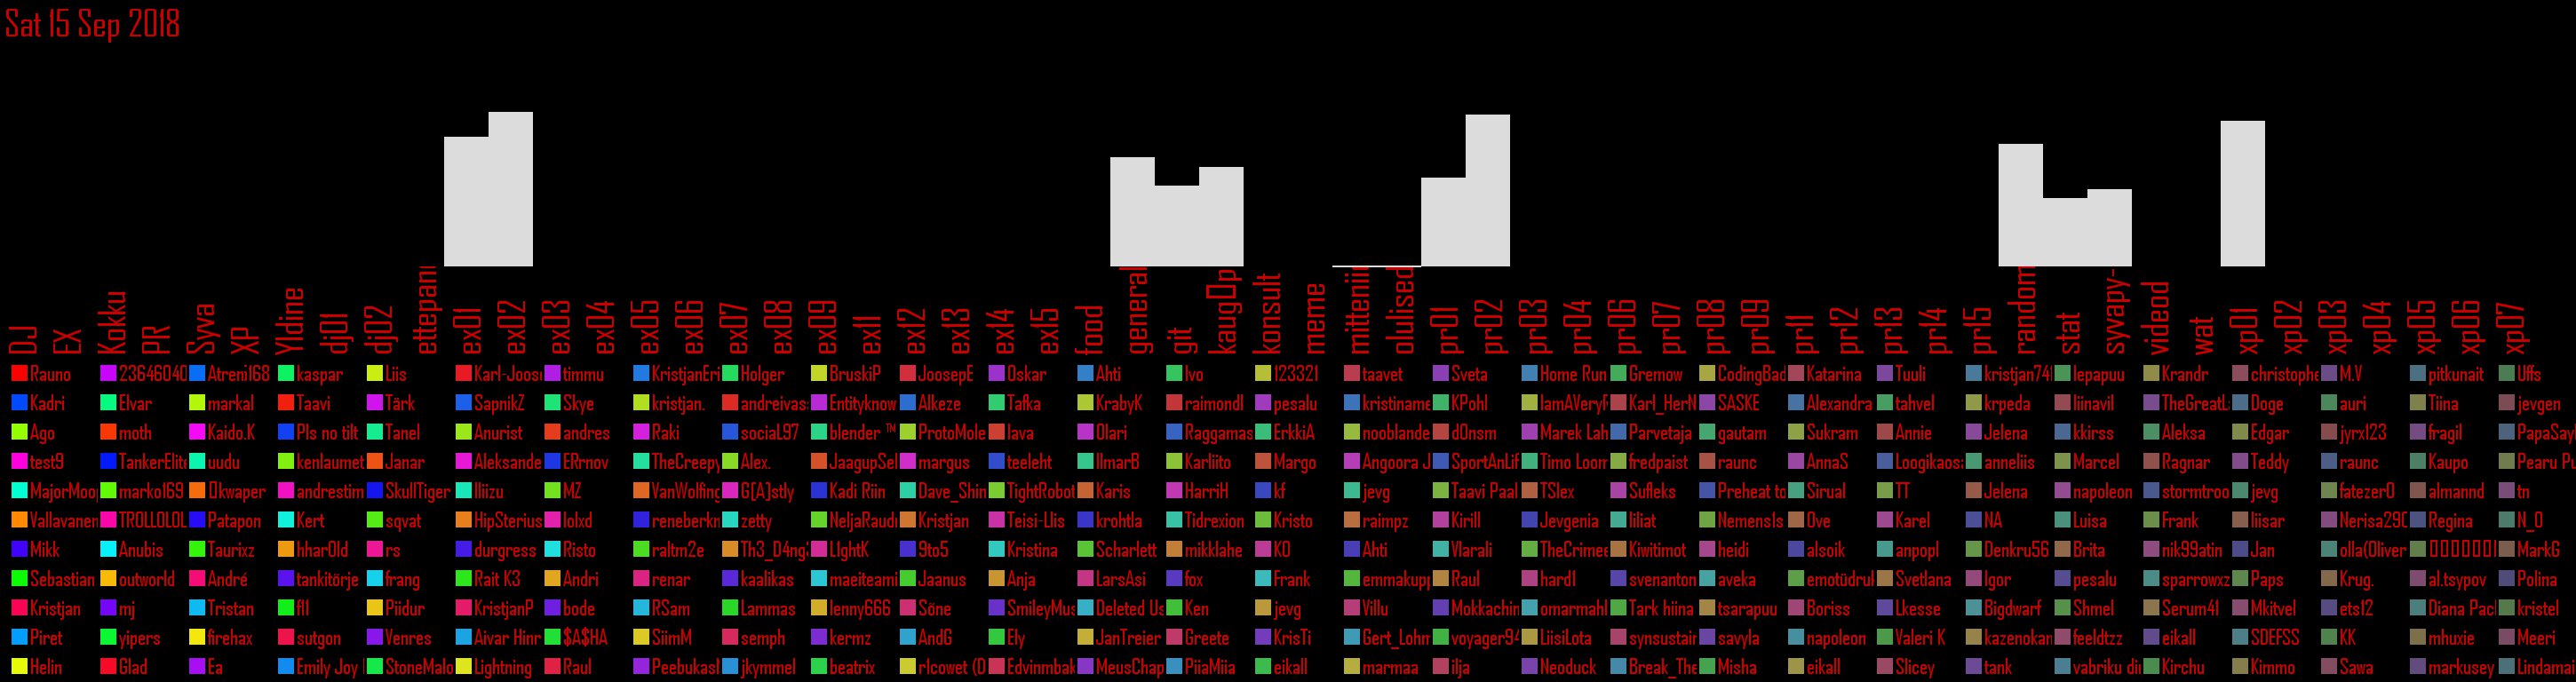 Sat 15 Sep 2018
DJ EX Kokku PR Syva XP Yldine dj01 dj02 ettepani ex01 ex02 ex03 ex04 ex05 ex06 ex07 ex08 ex09 ex11 ex12 ex13 ex14 ex15 food general git kaugOp konsult meme mitteniii olulised pr01 pr02 pr03 pr04 pr06 pr07 pr08 pr09 pr11 pr12 pr13 pr14 pr15 random stat syvapy- videod wat xp01 xp02 xp03 xp04 xp05 xp06 xp07
Rauno 23646040 Atreni168 kaspar Liis Karl-Joose timmu KristjanEri Holger BruskiP JoosepE Oskar Ahti Ivo 123321 taavet Sveta Home Run Gremow CodingBad Katarina Tuuli kristjan741 lepapuu Krandr christophe M.V pitkunait Uffs
Kadri Elvar markal Taavi Tärk SapnikZ Skye kristjan. andreivas Entityknow Alkeze Tafka KrabyK raimondl pesalu kristiname KPohl IamAVeryF Karl_HerN SASKE Alexandra tahvel krpeda liinavil TheGreatL Doge auri Tiina jevgen
Ago moth Kaido.K Pls no tilt Tanel Anurist andres Raki sociaL97 blender ™ ProtoMole lava Olari Raggamas ErkkiA nooblande d0nsm Marek Lah Parvetaja gautam Sukram Annie Jelena kkirss Aleksa Edgar jyrx123 fragil PapaSay
test9 TankerElite uudu kenlaumet Janar Aleksande ERrnov TheCreepy Alex. JaagupSel margus teeleht IlmarB Karliito Margo Angoora J SportAnLif Timo Loom fredpaist raunc AnnaS Loogikaos anneliis Marcel Ragnar Teddy raunc Kaupo Pearu Pu
MajorMoo marko169 kwaper andrestim SkullTiger Iliizu MZ VanWolfing G[A]stly Kadi Riin Dave_Shin TightRobot Karis HarriH kf jevg Taavi Paal TSlex Sufleks Preheat to Sirual TT Jelena napoleon stormtroo jevg fatezer0 almannd tn
Vallavanen TROLLOLOL Patapon Kert sqvat HipSterius lolxd reneberkn zetty NeljaRaudi Kristjan Teisi-Liis krohtla Tidrexion Kristo raimpz Kirill Jevgenia liliat Nemensis Ove Karel NA Luisa Frank liisar Nerisa290 Regina N_O
Mikk Anubis Taurixz hhar0ld rs durgress Risto raltm2e Th3_D4ng LIghtK 9to5 Kristina Scharlett mikklahe KO Ahti Vlarali TheCrimee Kiwitimot heidi alsoik anpopl Denkru56 Brita nik99atin Jan olla(Oliver MarkG
Sebastian outworld André tankitörje frang Rait K3 Andri renar kaalikas maeiteami Jaanus Anja LarsAsi fox Frank emmakupp Raul hard1 svenanton aveka emotüdruk Svetlana Igor pesalu sparrowxz Paps Krug. al.tsypov Polina
Kristjan mj Tristan f11 Piidur KristjanP bode RSam Lammas lenny666 Söne SmileyMus Deleted Us Ken jevg Villu Mokkachin omarmahl Tark hiina tsarapuu Boriss Lkesse Bigdwarf Shmel Serum41 Mkitvel ets12 Diana Pac kristel
Piret yipers firehax sutgon Venres Aivar Hinr $A$HA SiimM semph kermz AndG Ely JanTreier Greete KrisTi Gert_Lohm voyager94 LiisiLota synsustair savyla napoleon Valeri K kazenokar feeldtzz eikall SDEFSS KK mhuxie Meeri
Helin Glad Ea Emily Joy StoneMalo Lightning Raul Peebukasl jkymmel beatrix r1cowet (D Edvinmbak MeusChap PiiaMiia eikall marmaa ilja Neoduck Break_The Misha eikall Slicey tank vabriku di Kirchu Kimmo Sawa markusey Lindamai